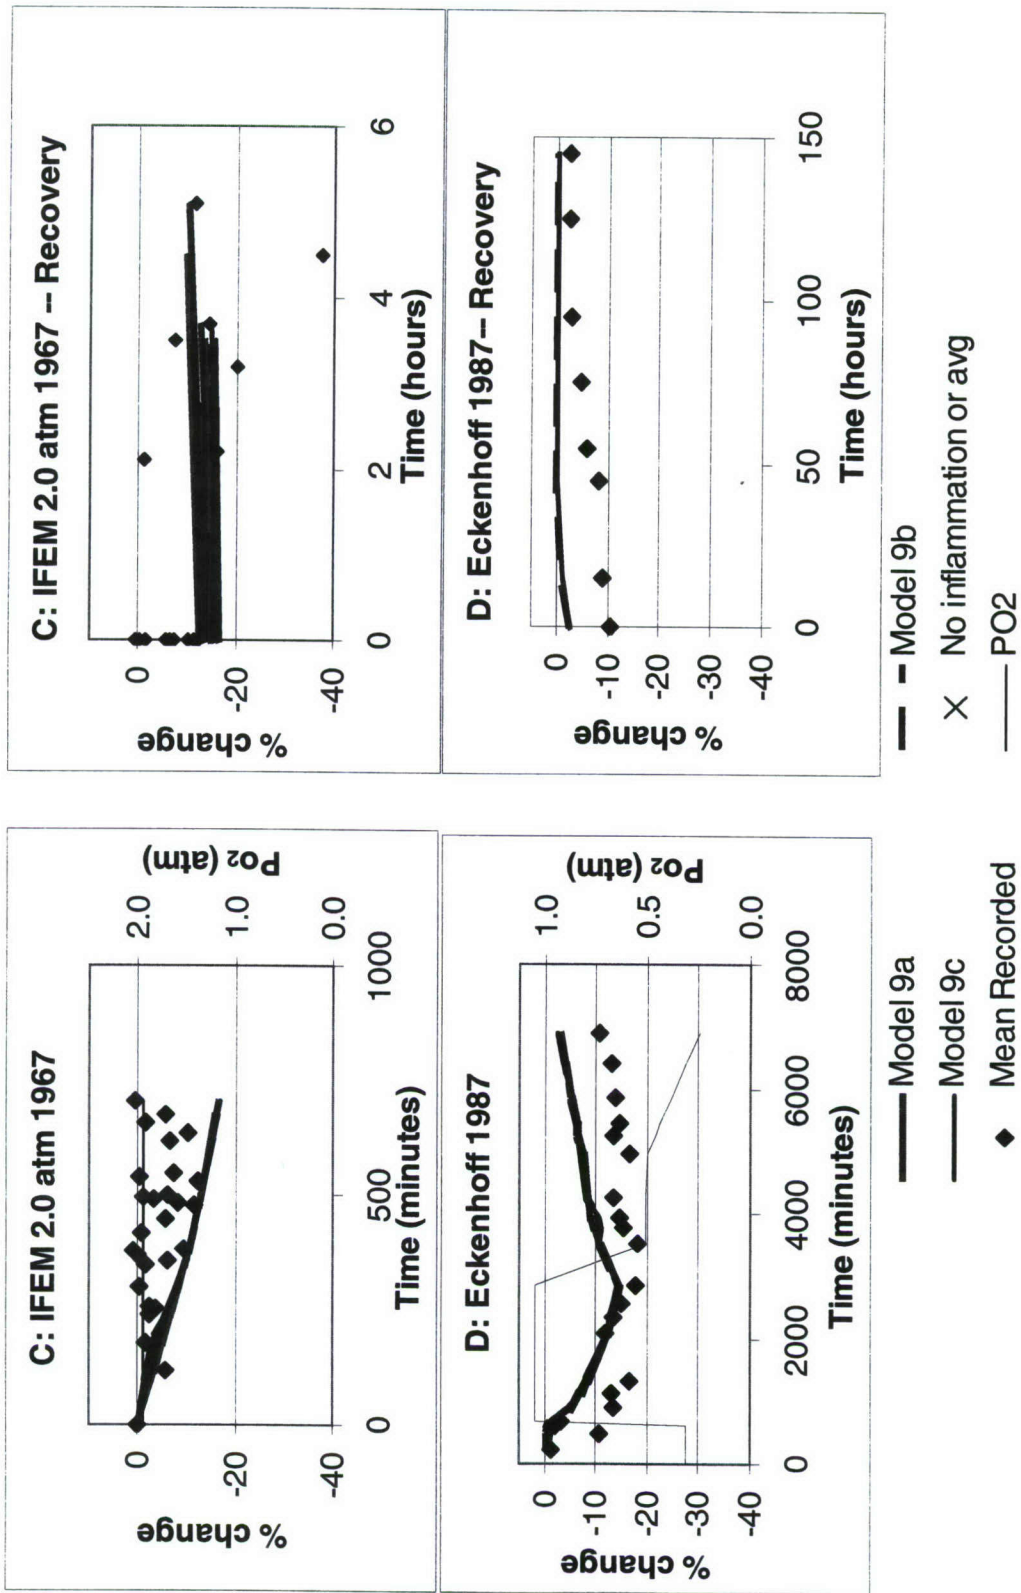 C: IFEM 2.0 atm 1967
% change
0
-20
-40
0
500
1000
Time (minutes)
2.0
1.0
0.0
Po2 (atm)
C: IFEM 2.0 atm 1967 -- Recovery
% change
0
-20
-40
0
2
4
6
Time (hours)
D: Eckenhoff 1987
% change
0
-10
-20
-30
-40
0
2000
4000
6000
8000
Time (minutes)
1.0
0.5
0.0
Po2 (atm)
D: Eckenhoff 1987-- Recovery
% change
0
-10
-20
-30
-40
0
50
100
150
Time (hours)
Model 9a
Model 9b
Model 9c
No inflammation or avg
Mean Recorded
PO2